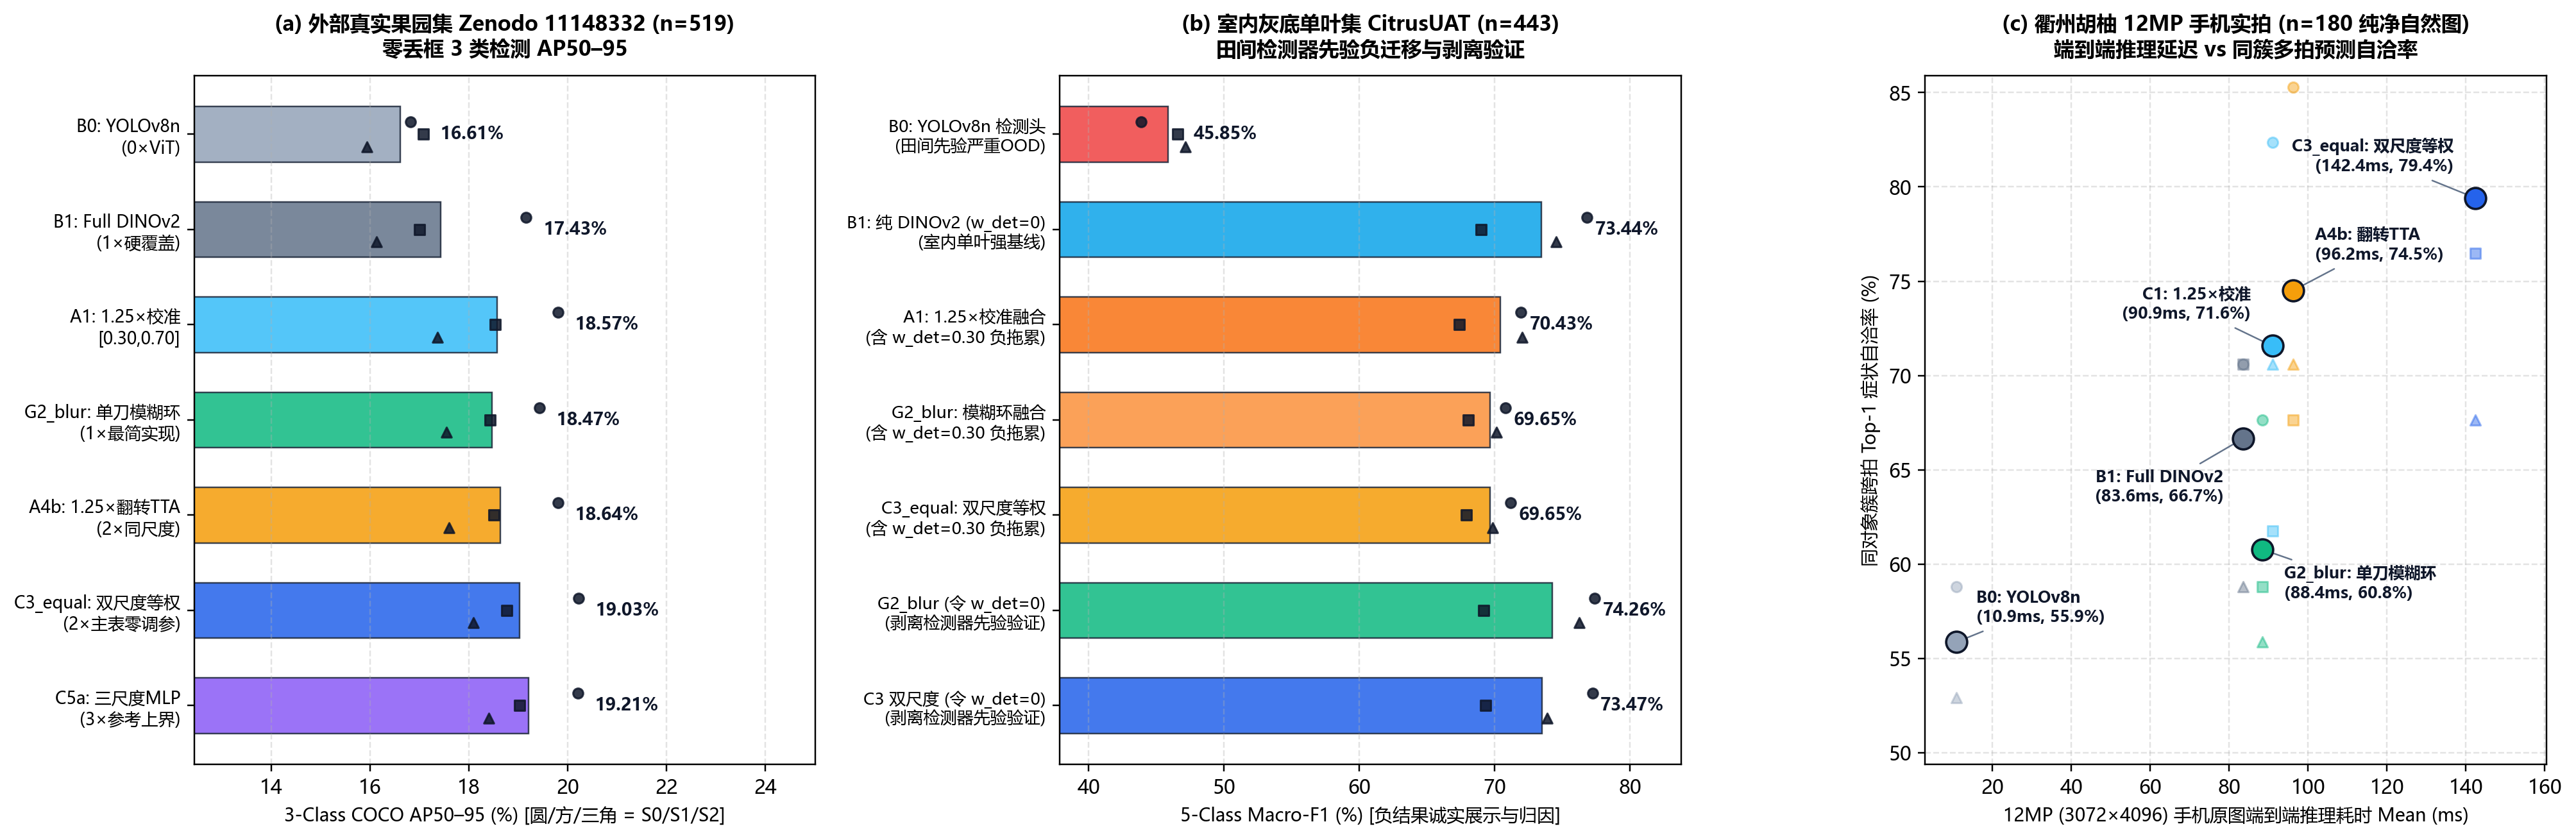 (a) 外部真实果园集 Zenodo 11148332 (n=519)
零丢框 3 类检测 AP50–95
B0: YOLOv8n
(0×ViT)
16.61%
B1: Full DINOv2
(1×硬覆盖)
17.43%
A1: 1.25×校准
[0.30,0.70]
18.57%
G2_blur: 单刀模糊环
(1×最简实现)
18.47%
A4b: 1.25×翻转TTA
(2×同尺度)
18.64%
C3_equal: 双尺度等权
(2×主表零调参)
19.03%
C5a: 三尺度MLP
(3×参考上界)
19.21%
14 16 18 20 22 24
3-Class COCO AP50–95 (%) [圆/方/三角 = S0/S1/S2]
(b) 室内灰底单叶集 CitrusUAT (n=443)
田间检测器先验负迁移与剥离验证
B0: YOLOv8n 检测头
(田间先验严重OOD)
45.85%
B1: 纯 DINOv2 (w_det=0)
(室内单叶强基线)
73.44%
A1: 1.25×校准融合
(含 w_det=0.30 负拖累)
70.43%
G2_blur: 模糊环融合
(含 w_det=0.30 负拖累)
69.65%
C3_equal: 双尺度等权
(含 w_det=0.30 负拖累)
69.65%
G2_blur (令 w_det=0)
(剥离检测器先验验证)
74.26%
C3 双尺度 (令 w_det=0)
(剥离检测器先验验证)
73.47%
40 50 60 70 80
5-Class Macro-F1 (%) [负结果诚实展示与归因]
(c) 衢州胡柚 12MP 手机实拍 (n=180 纯净自然图)
端到端推理延迟 vs 同簇多拍预测自洽率
同对象簇跨拍 Top-1 症状自洽率 (%)
85
80
75
70
65
60
55
50
C3_equal: 双尺度等权
(142.4ms, 79.4%)
A4b: 翻转TTA
(96.2ms, 74.5%)
C1: 1.25×校准
(90.9ms, 71.6%)
B1: Full DINOv2
(83.6ms, 66.7%)
G2_blur: 单刀模糊环
(88.4ms, 60.8%)
B0: YOLOv8n
(10.9ms, 55.9%)
20 40 60 80 100 120 140 160
12MP (3072×4096) 手机原图端到端推理耗时 Mean (ms)